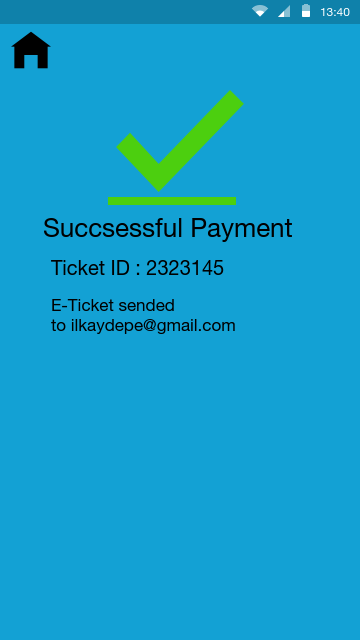 13:40
Succsessful Payment
Ticket ID : 2323145
E-Ticket sended
to ilkaydepe@gmail.com